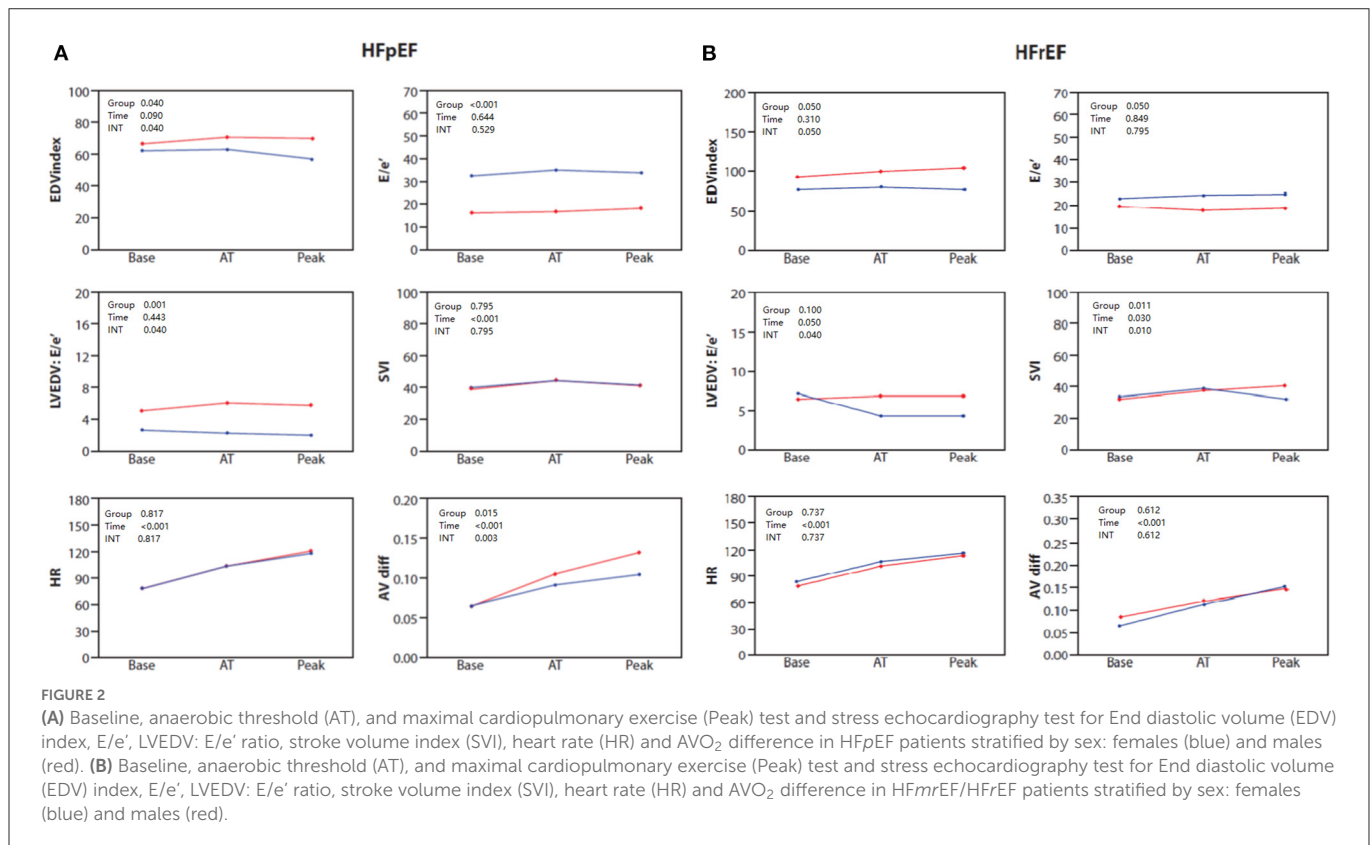 A
HFpEF
B
HFrEF
EDVindex
100
80
60
40
20
0
Group 0.040
Time 0.090
INT 0.040
Base AT Peak
E/e'
70
60
50
40
30
20
10
0
Group <0.001
Time 0.644
INT 0.529
Base AT Peak
EDVindex
200
150
100
50
0
Group 0.050
Time 0.310
INT 0.050
Base AT Peak
E/e'
70
60
50
40
30
20
10
0
Group 0.050
Time 0.849
INT 0.795
Base AT Peak
LVEDV: E/e'
20
16
12
8
4
0
Group 0.001
Time 0.443
INT 0.040
Base AT Peak
SVI
100
80
60
40
20
0
Group 0.795
Time <0.001
INT 0.795
Base AT Peak
LVEDV: E/e'
20
15
10
5
0
Group 0.100
Time 0.050
INT 0.040
Base AT Peak
SVI
100
80
60
40
20
0
Group 0.011
Time 0.030
INT 0.010
Base AT Peak
HR
180
150
120
90
60
30
0
Group 0.817
Time <0.001
INT 0.817
Base AT Peak
AV diff
0.20
0.15
0.10
0.05
0.00
Group 0.015
Time <0.001
INT 0.003
Base AT Peak
HR
180
150
120
90
60
30
0
Group 0.737
Time <0.001
INT 0.737
Base AT Peak
AV diff
0.35
0.30
0.25
0.20
0.15
0.10
0.05
0.00
Group 0.612
Time <0.001
INT 0.612
Base AT Peak
FIGURE 2
(A) Baseline, anaerobic threshold (AT), and maximal cardiopulmonary exercise (Peak) test and stress echocardiography test for End diastolic volume (EDV)
index, E/e', LVEDV: E/e' ratio, stroke volume index (SVI), heart rate (HR) and AVO₂ difference in HFpEF patients stratified by sex: females (blue) and males
(red). (B) Baseline, anaerobic threshold (AT), and maximal cardiopulmonary exercise (Peak) test and stress echocardiography test for End diastolic volume
(EDV) index, E/e', LVEDV: E/e' ratio, stroke volume index (SVI), heart rate (HR) and AVO₂ difference in HFmrEF/HFrEF patients stratified by sex: females
(blue) and males (red).